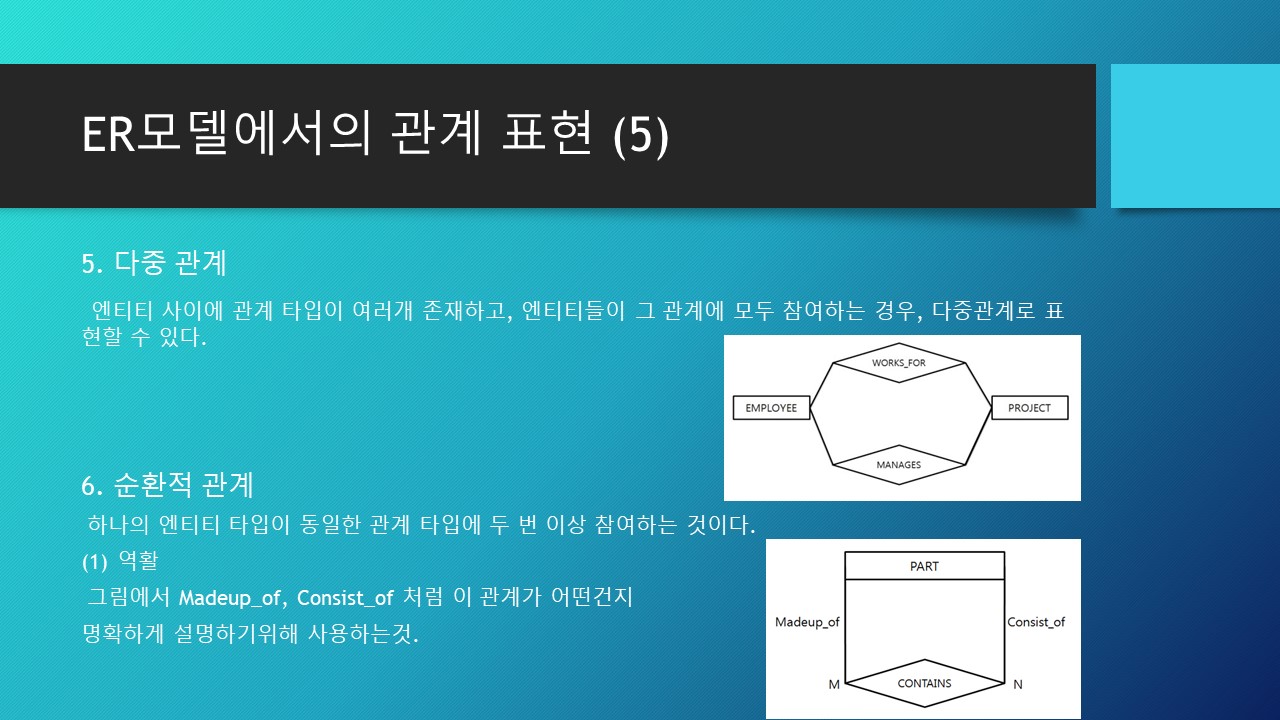 ER모델에서의 관계 표현 (5)
5. 다중 관계
엔티티 사이에 관계 타입이 여러개 존재하고, 엔티티들이 그 관계에 모두 참여하는 경우, 다중관계로 표
현할 수 있다.
WORKS_FOR
EMPLOYEE
PROJECT
MANAGES
6. 순환적 관계
하나의 엔티티 타입이 동일한 관계 타입에 두 번 이상 참여하는 것이다.
(1) 역활
그림에서 Madeup_of, Consist_of 처럼 이 관계가 어떤건지
명확하게 설명하기위해 사용하는것.
PART
Madeup_of
Consist_of
M
CONTAINS
N